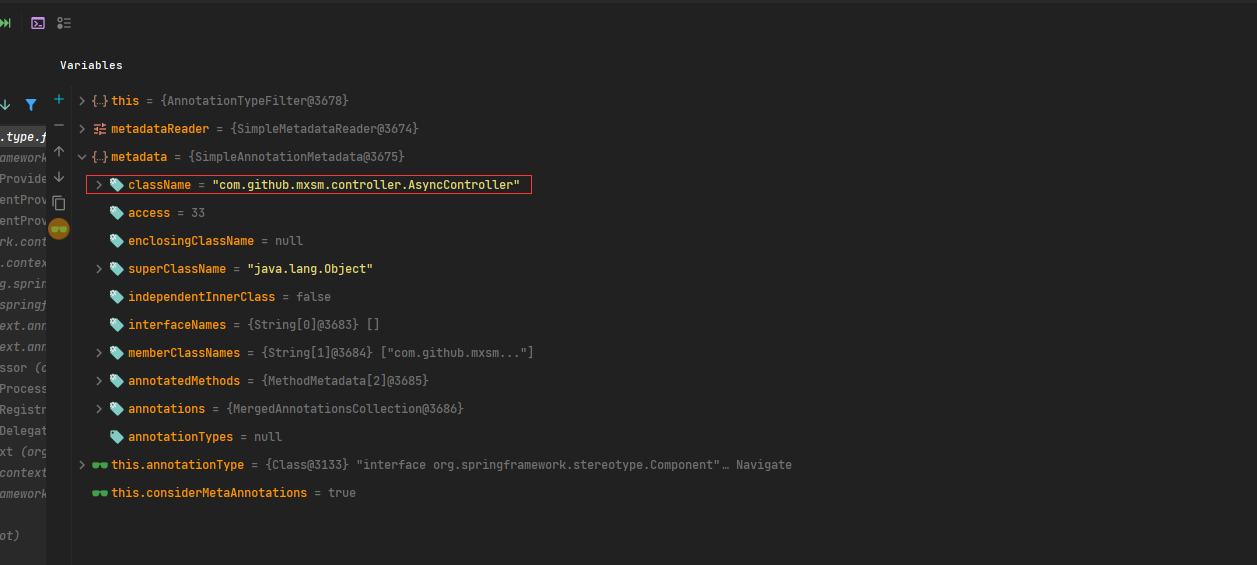 Variables
this = {AnnotationTypeFilter@3678}
metadataReader = {SimpleMetadataReader@3674}
.type.f
metadata = {SimpleAnnotationMetadata@3675}
amework
className = "com.github.mxsm.controller.AsyncController"
Provide
entProv
access = 33
entProv
enclosingClassName = null
rk.cont
superClassName = "java.lang.Object"
.contex
g.sprin
independentInnerClass = false
springf
interfaceNames = {String[0]@3683} []
ext.ann
memberClassNames = {String[1]@3684} ["com.github.mxsm..."]
ext.ann
ssor (o
annotatedMethods = {MethodMetadata[2]@3685}
Process
annotations = {MergedAnnotationsCollection@3686}
Registr
Delegat
annotationTypes = null
xt (org
this.annotationType = {Class@3133} "interface org.springframework.stereotype.Component"… Navigate
context
this.considerMetaAnnotations = true
amework
ot)